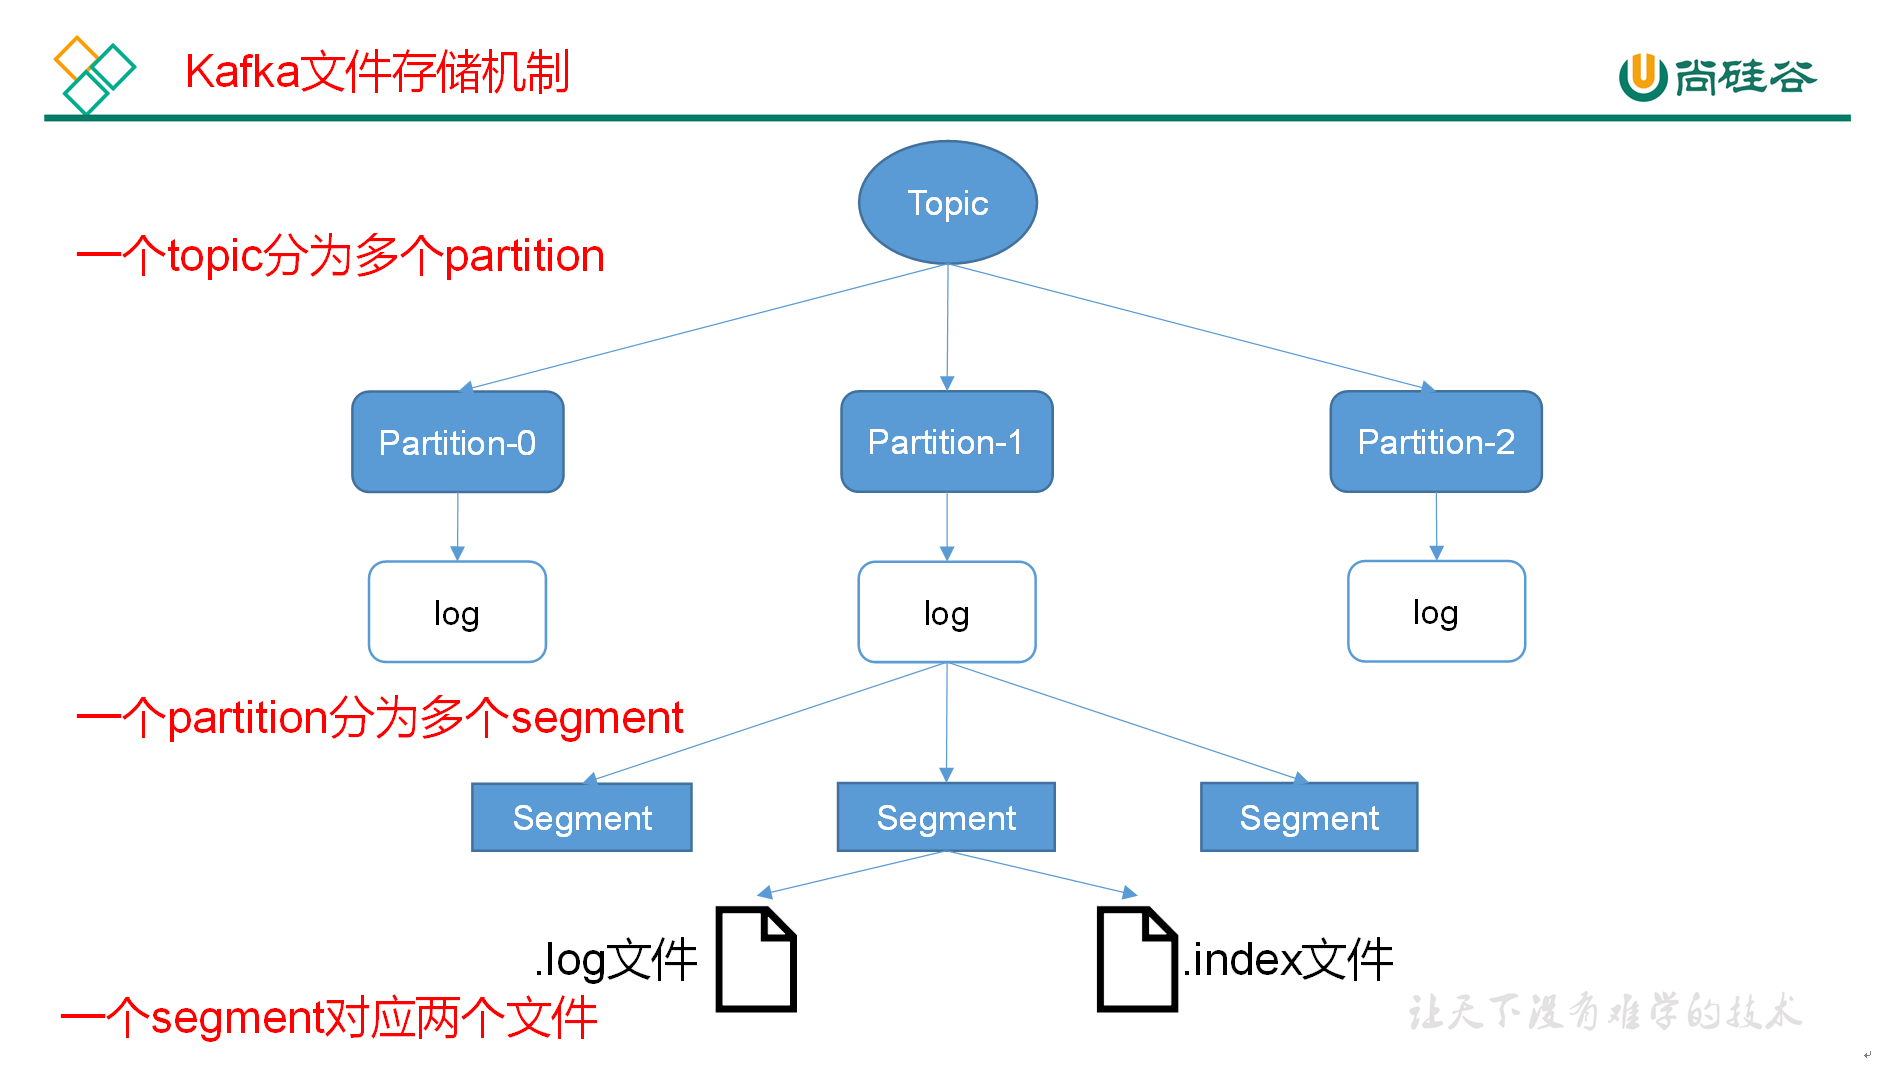 Kafka文件存储机制
尚硅谷
Topic
一个topic分为多个partition
Partition-0
Partition-1
Partition-2
log
log
log
一个partition分为多个segment
Segment
Segment
Segment
.log文件
.index文件
一个segment对应两个文件
让天下没有难学的技术